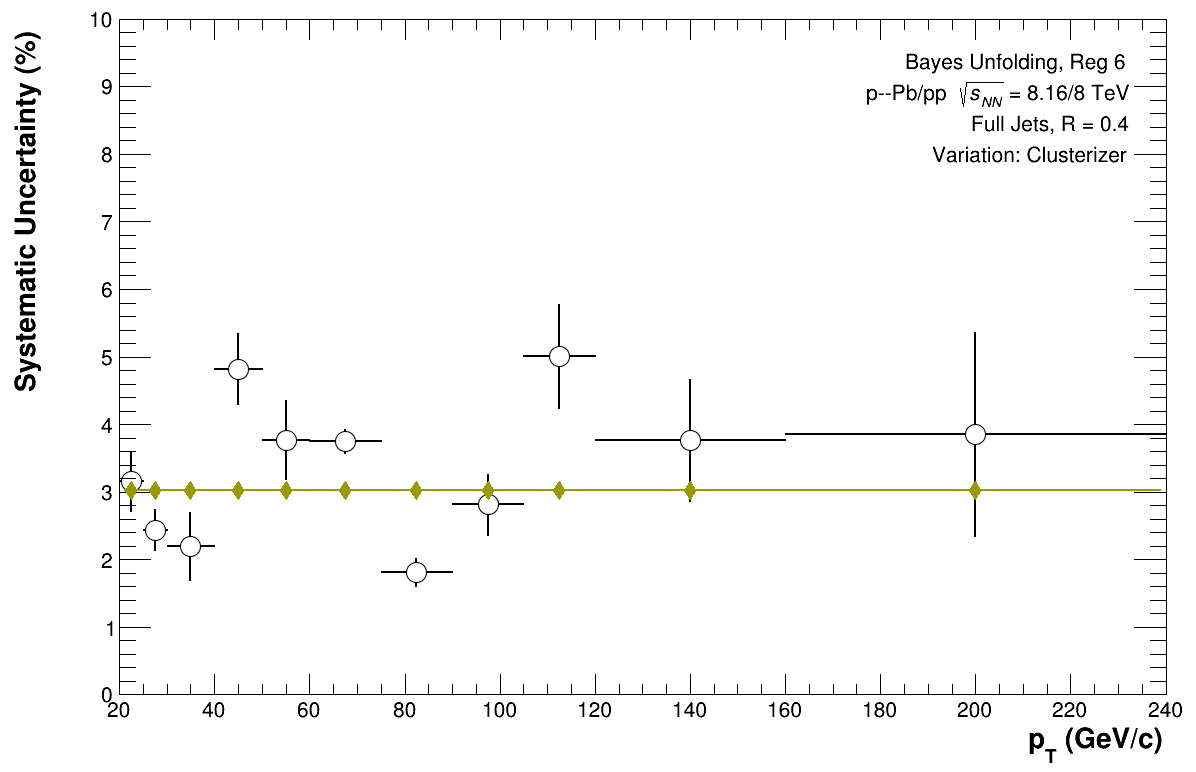 Systematic Uncertainty (%)
10
9
8
7
6
5
4
3
2
1
0
Bayes Unfolding, Reg 6
p--Pb/pp √s_NN = 8.16/8 TeV
Full Jets, R = 0.4
Variation: Clusterizer
20 40 60 80 100 120 140 160 180 200 220 240
p_T (GeV/c)